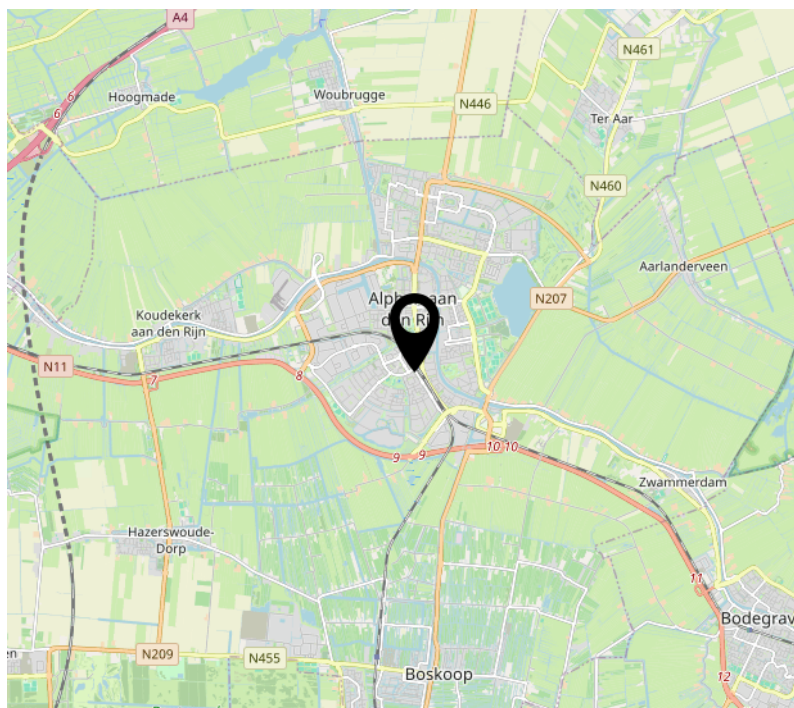 A4
N461
6
Hoogmade
Woubrugge
N446
6
Ter Aar
N460
Aarlanderveen
N207
Koudekerk
aan den Rijn
N11
7
8
9
9
10
10
Zwammerdam
Hazerswoude-
Dorp
11
Bodegrav
N209
N455
Boskoop
12
en